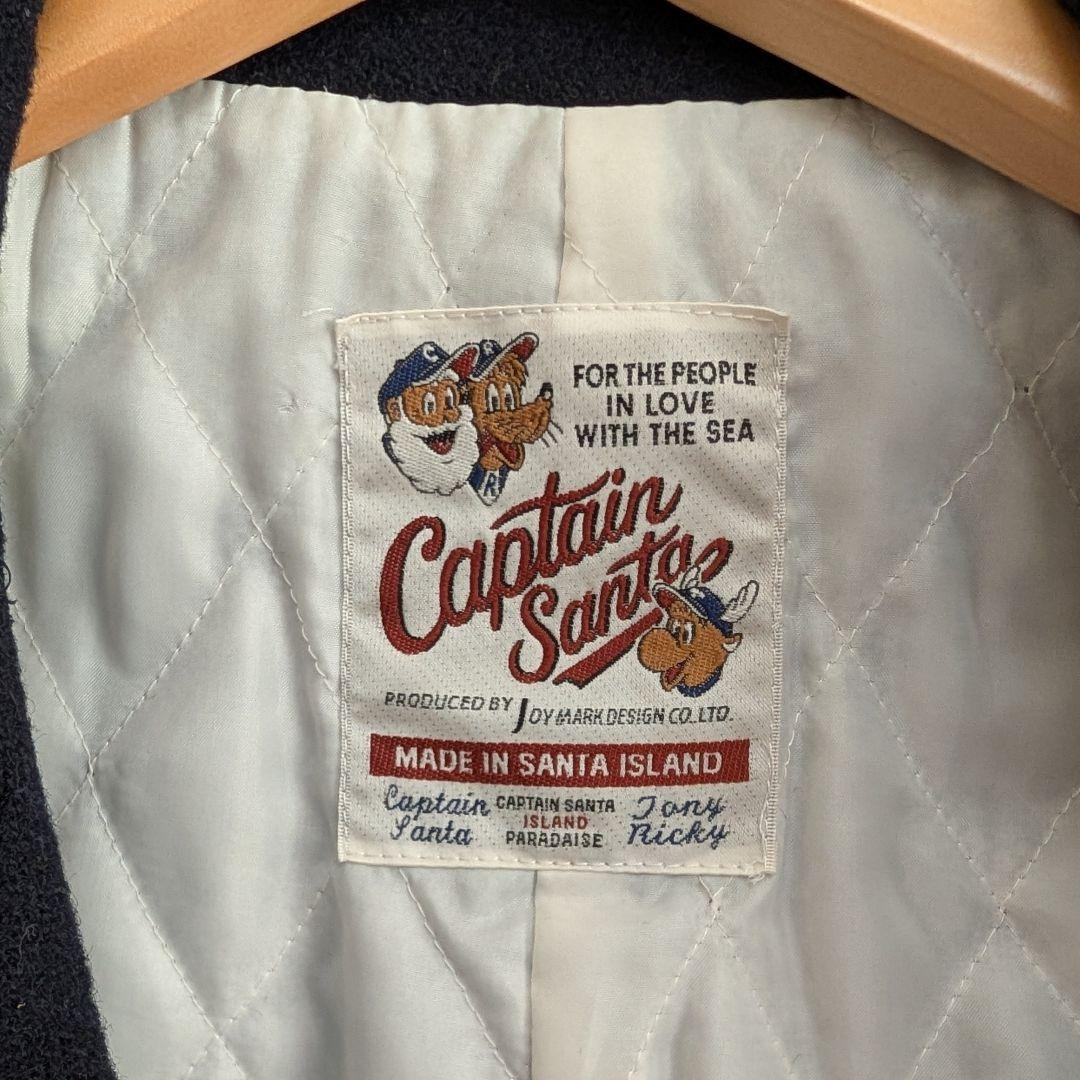 C
R
R
FOR THE PEOPLE
IN LOVE
WITH THE SEA
Captain
Santa
PRODUCED BY JOY MARK DESIGN CO.,LTD.
MADE IN SANTA ISLAND
Captain
Santa
CAPTAIN SANTA
ISLAND
PARADAISE
Tony
Ricky